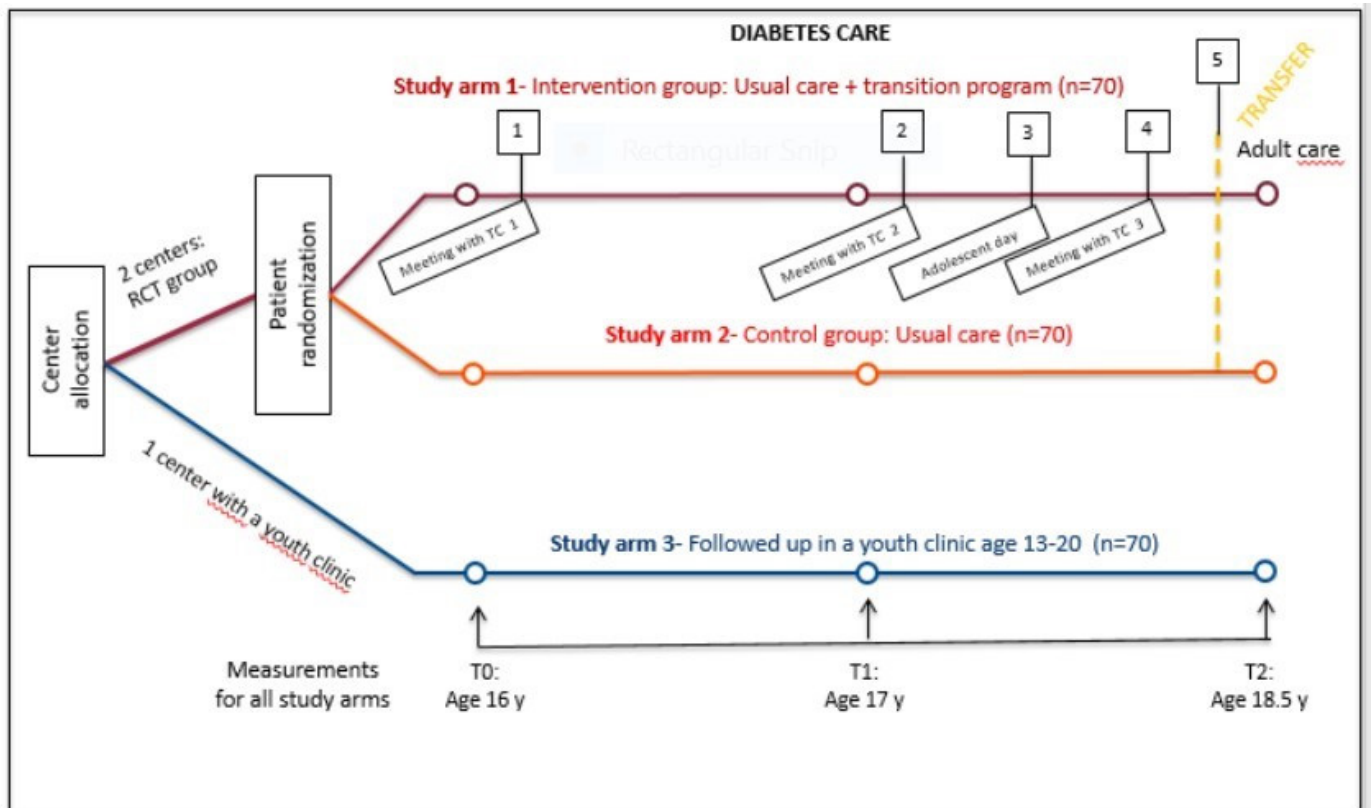 DIABETES CARE
Study arm 1- Intervention group: Usual care + transition program (n=70)
1
2
3
4
5
TRANSFER
Adult care
Rectangular Snip
Meeting with TC 1
Meeting with TC 2
Adolescent day
Meeting with TC 3
2 centers:
RCT group
Patient
randomization
Center
allocation
Study arm 2- Control group: Usual care (n=70)
1 center with a youth clinic
Study arm 3- Followed up in a youth clinic age 13-20 (n=70)
Measurements
for all study arms
T0:
Age 16 y
T1:
Age 17 y
T2:
Age 18.5 y